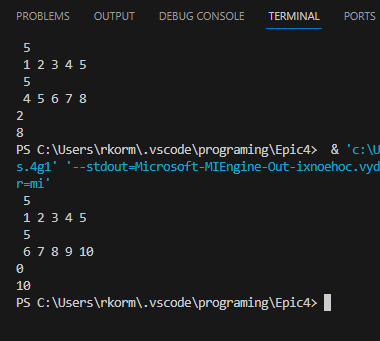 PROBLEMS OUTPUT DEBUG CONSOLE TERMINAL PORTS
5
1 2 3 4 5
5
4 5 6 7 8
2
8
PS C:\Users\rkorm\.vscode\programing\Epic4> & 'c:\U
s.4g1' '--stdout=Microsoft-MIEngine-Out-ixnoehoc.vyd
r=mi'
5
1 2 3 4 5
5
6 7 8 9 10
0
10
PS C:\Users\rkorm\.vscode\programing\Epic4>